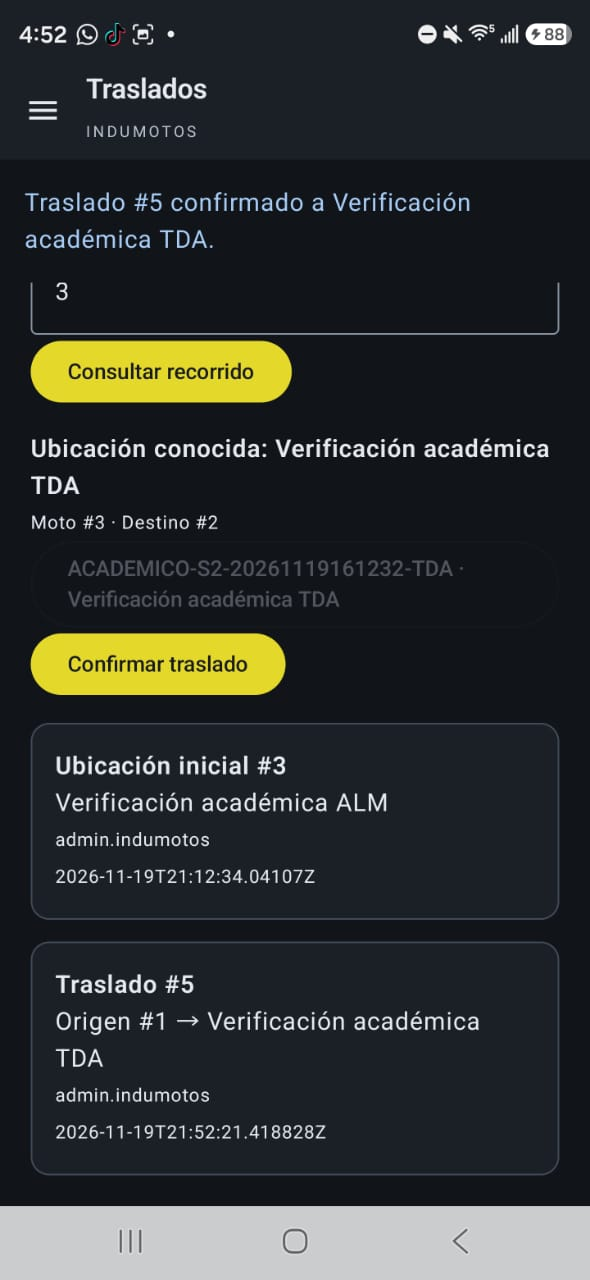 4:52
5
88
Traslados
INDUMOTOS
Traslado #5 confirmado a Verificación
académica TDA.
3
Consultar recorrido
Ubicación conocida: Verificación académica
TDA
Moto #3 · Destino #2
ACADEMICO-S2-20261119161232-TDA ·
Verificación académica TDA
Confirmar traslado
Ubicación inicial #3
Verificación académica ALM
admin.indumotos
2026-11-19T21:12:34.04107Z
Traslado #5
Origen #1 → Verificación académica
TDA
admin.indumotos
2026-11-19T21:52:21.418828Z